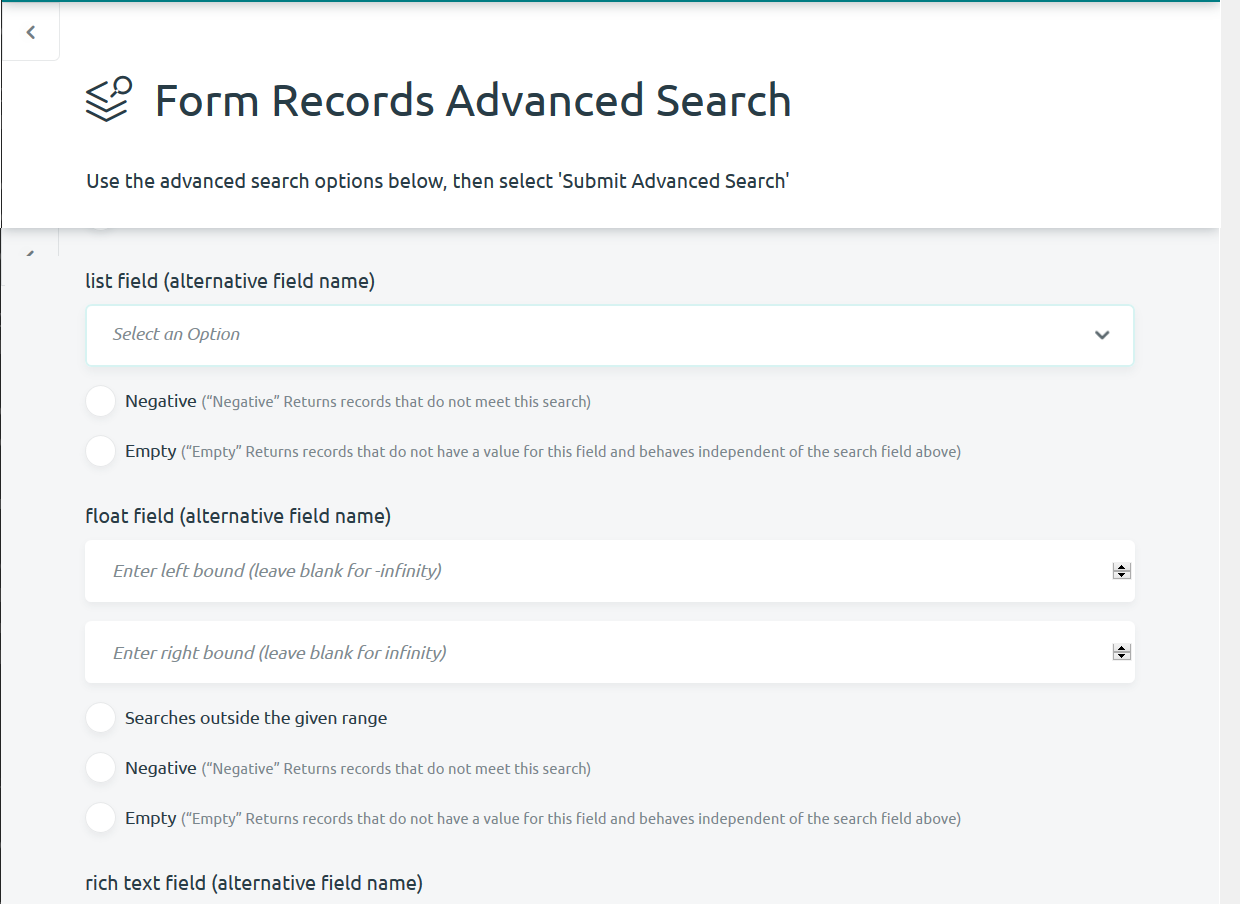 Form Records Advanced Search
Use the advanced search options below, then select 'Submit Advanced Search'
list field (alternative field name)
Select an Option
Negative (“Negative” Returns records that do not meet this search)
Empty (“Empty” Returns records that do not have a value for this field and behaves independent of the search field above)
float field (alternative field name)
Enter left bound (leave blank for -infinity)
Enter right bound (leave blank for infinity)
Searches outside the given range
Negative (“Negative” Returns records that do not meet this search)
Empty (“Empty” Returns records that do not have a value for this field and behaves independent of the search field above)
rich text field (alternative field name)